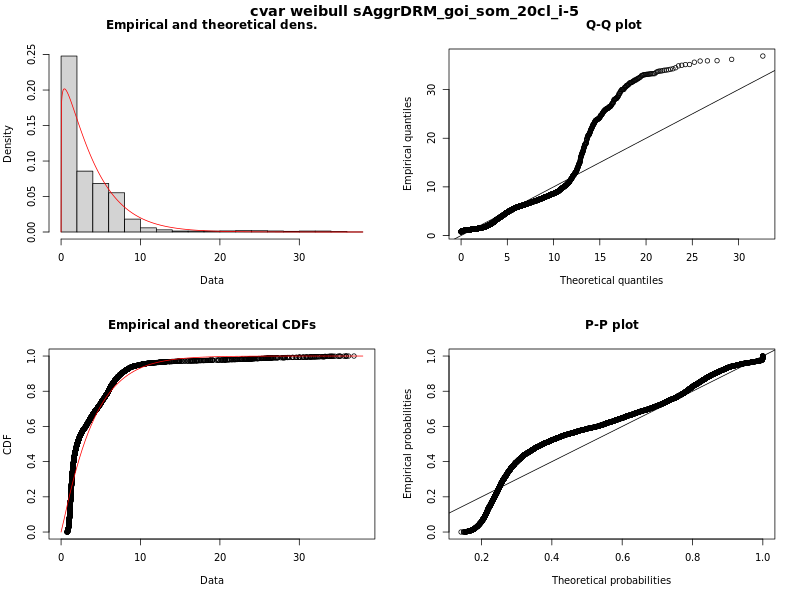 cvar weibull sAggrDRM_goi_som_20cl_i-5
Empirical and theoretical dens.
Density
0.00 0.05 0.10 0.15 0.20 0.25
0 10 20 30
Data
Q-Q plot
Empirical quantiles
0 10 20 30
0 5 10 15 20 25 30
Theoretical quantiles
Empirical and theoretical CDFs
CDF
0.0 0.2 0.4 0.6 0.8 1.0
0 10 20 30
Data
P-P plot
Empirical probabilities
0.0 0.2 0.4 0.6 0.8 1.0
0.2 0.4 0.6 0.8 1.0
Theoretical probabilities